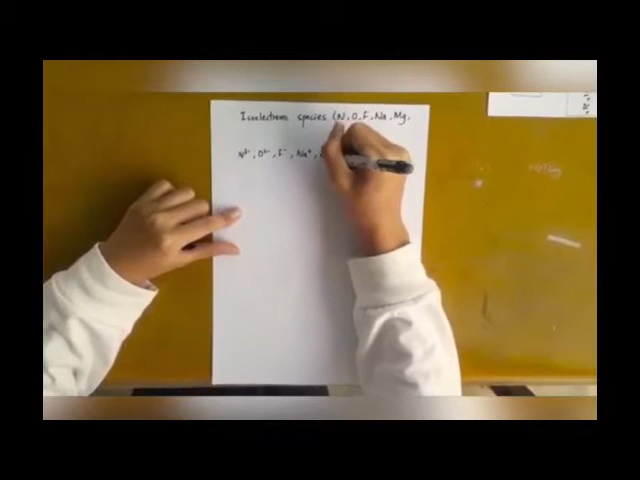 Isoelectronic species (N, O, F, Na, Mg,
N³⁻, O²⁻, F⁻, Na⁺,